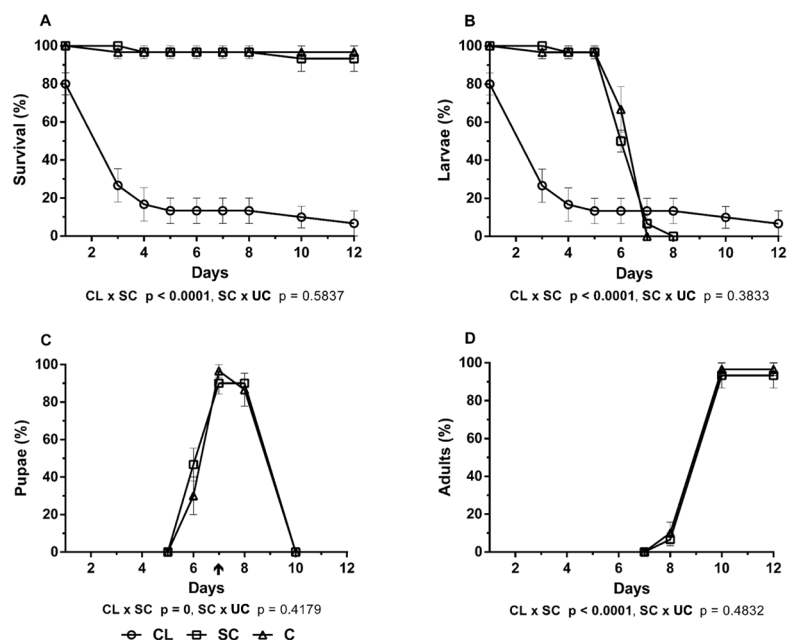 A
Survival (%)
100
80
60
40
20
0
2 4 6 8 10 12
Days
CL x SC p < 0.0001, SC x UC p = 0.5837
B
Larvae (%)
100
80
60
40
20
0
2 4 6 8 10 12
Days
CL x SC p < 0.0001, SC x UC p = 0.3833
C
Pupae (%)
100
80
60
40
20
0
2 4 6 8 10 12
Days
CL x SC p = 0, SC x UC p = 0.4179
D
Adults (%)
100
80
60
40
20
0
2 4 6 8 10 12
Days
CL x SC p < 0.0001, SC x UC p = 0.4832
CL SC C